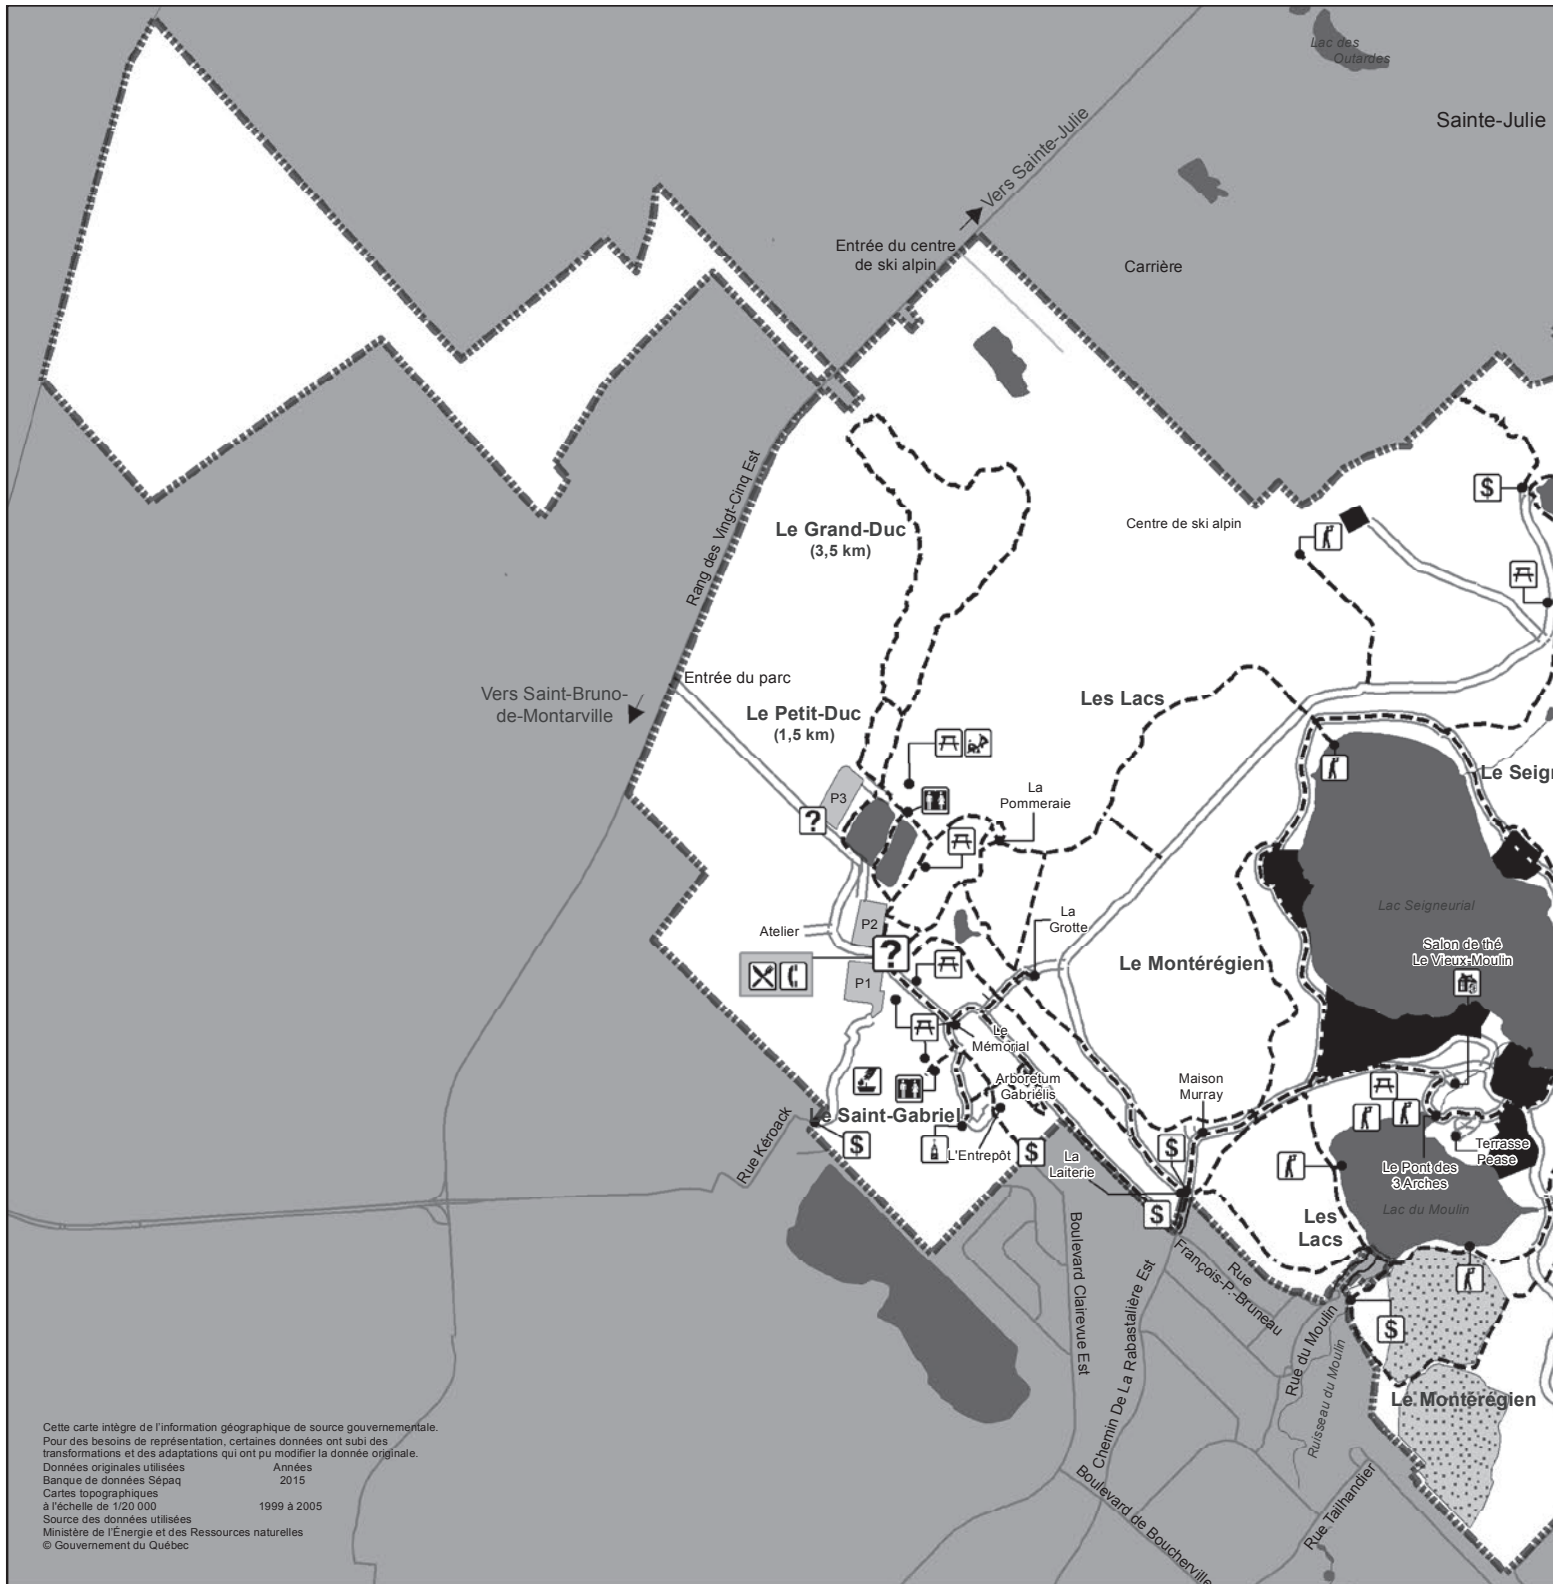 Lac des
Outardes
Sainte-Julie
Vers Sainte-Julie
Entrée du centre
de ski alpin
Carrière
Rang des Vingt-Cinq Est
Le Grand-Duc
(3,5 km)
Centre de ski alpin
$
Entrée du parc
Vers Saint-Bruno-
de-Montarville
Le Petit-Duc
(1,5 km)
Les Lacs
P3
?
La
Pommeraie
Le Seign
Lac Seigneurial
Atelier
P2
?
La
Grotte
Salon de thé
Le Vieux-Moulin
Le Montérégien
P1
Le
Mémorial
Arboretum
Gabriélis
Maison
Murray
Le Saint-Gabriel
Rue Kéroack
$
L'Entrepôt
$
La
Laiterie
$
$
Terrasse
Pease
Le Pont des
3 Arches
Lac du Moulin
Les
Lacs
Boulevard Clairevue Est
Chemin De La Rabastalière Est
Rue
François-P.-Bruneau
Rue du Moulin
Ruisseau du Moulin
$
Le Montérégien
Boulevard de Boucherville
Rue Tailhandier
Cette carte intègre de l'information géographique de source gouvernementale.
Pour des besoins de représentation, certaines données ont subi des
transformations et des adaptations qui ont pu modifier la donnée originale.
Données originales utilisées Années
Banque de données Sépaq 2015
Cartes topographiques
à l'échelle de 1/20 000 1999 à 2005
Source des données utilisées
Ministère de l'Énergie et des Ressources naturelles
© Gouvernement du Québec